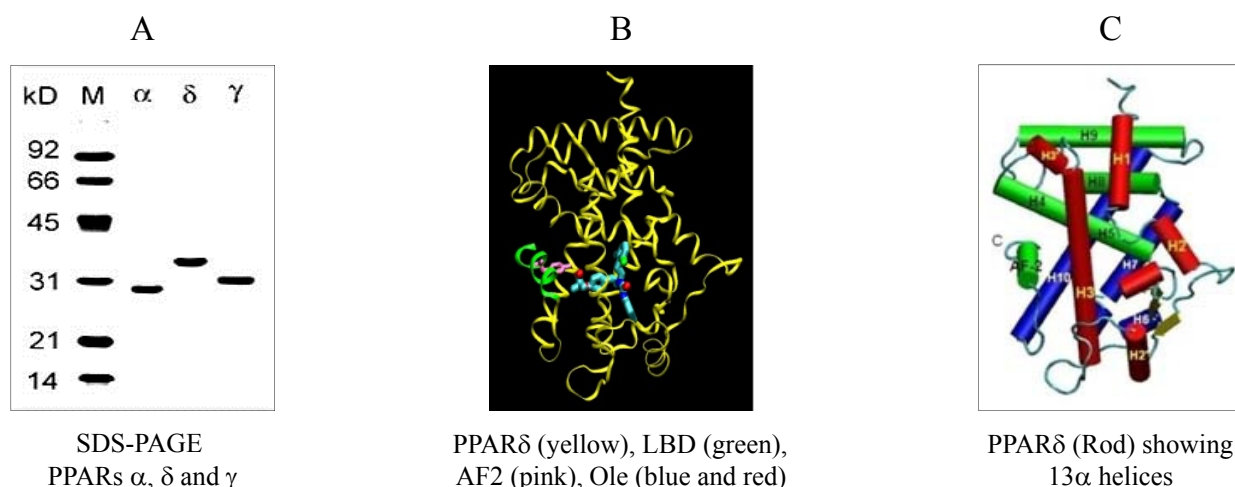 A
B
C
kD M α δ γ
92
66
45
31
21
14
H9
H3'
H1
H8
H4
H5
H2'
C
AF-2
H7
H10
H3
H6
H2'
SDS-PAGE
PPARs α, δ and γ
PPARδ (yellow), LBD (green),
AF2 (pink), Ole (blue and red)
PPARδ (Rod) showing
13α helices